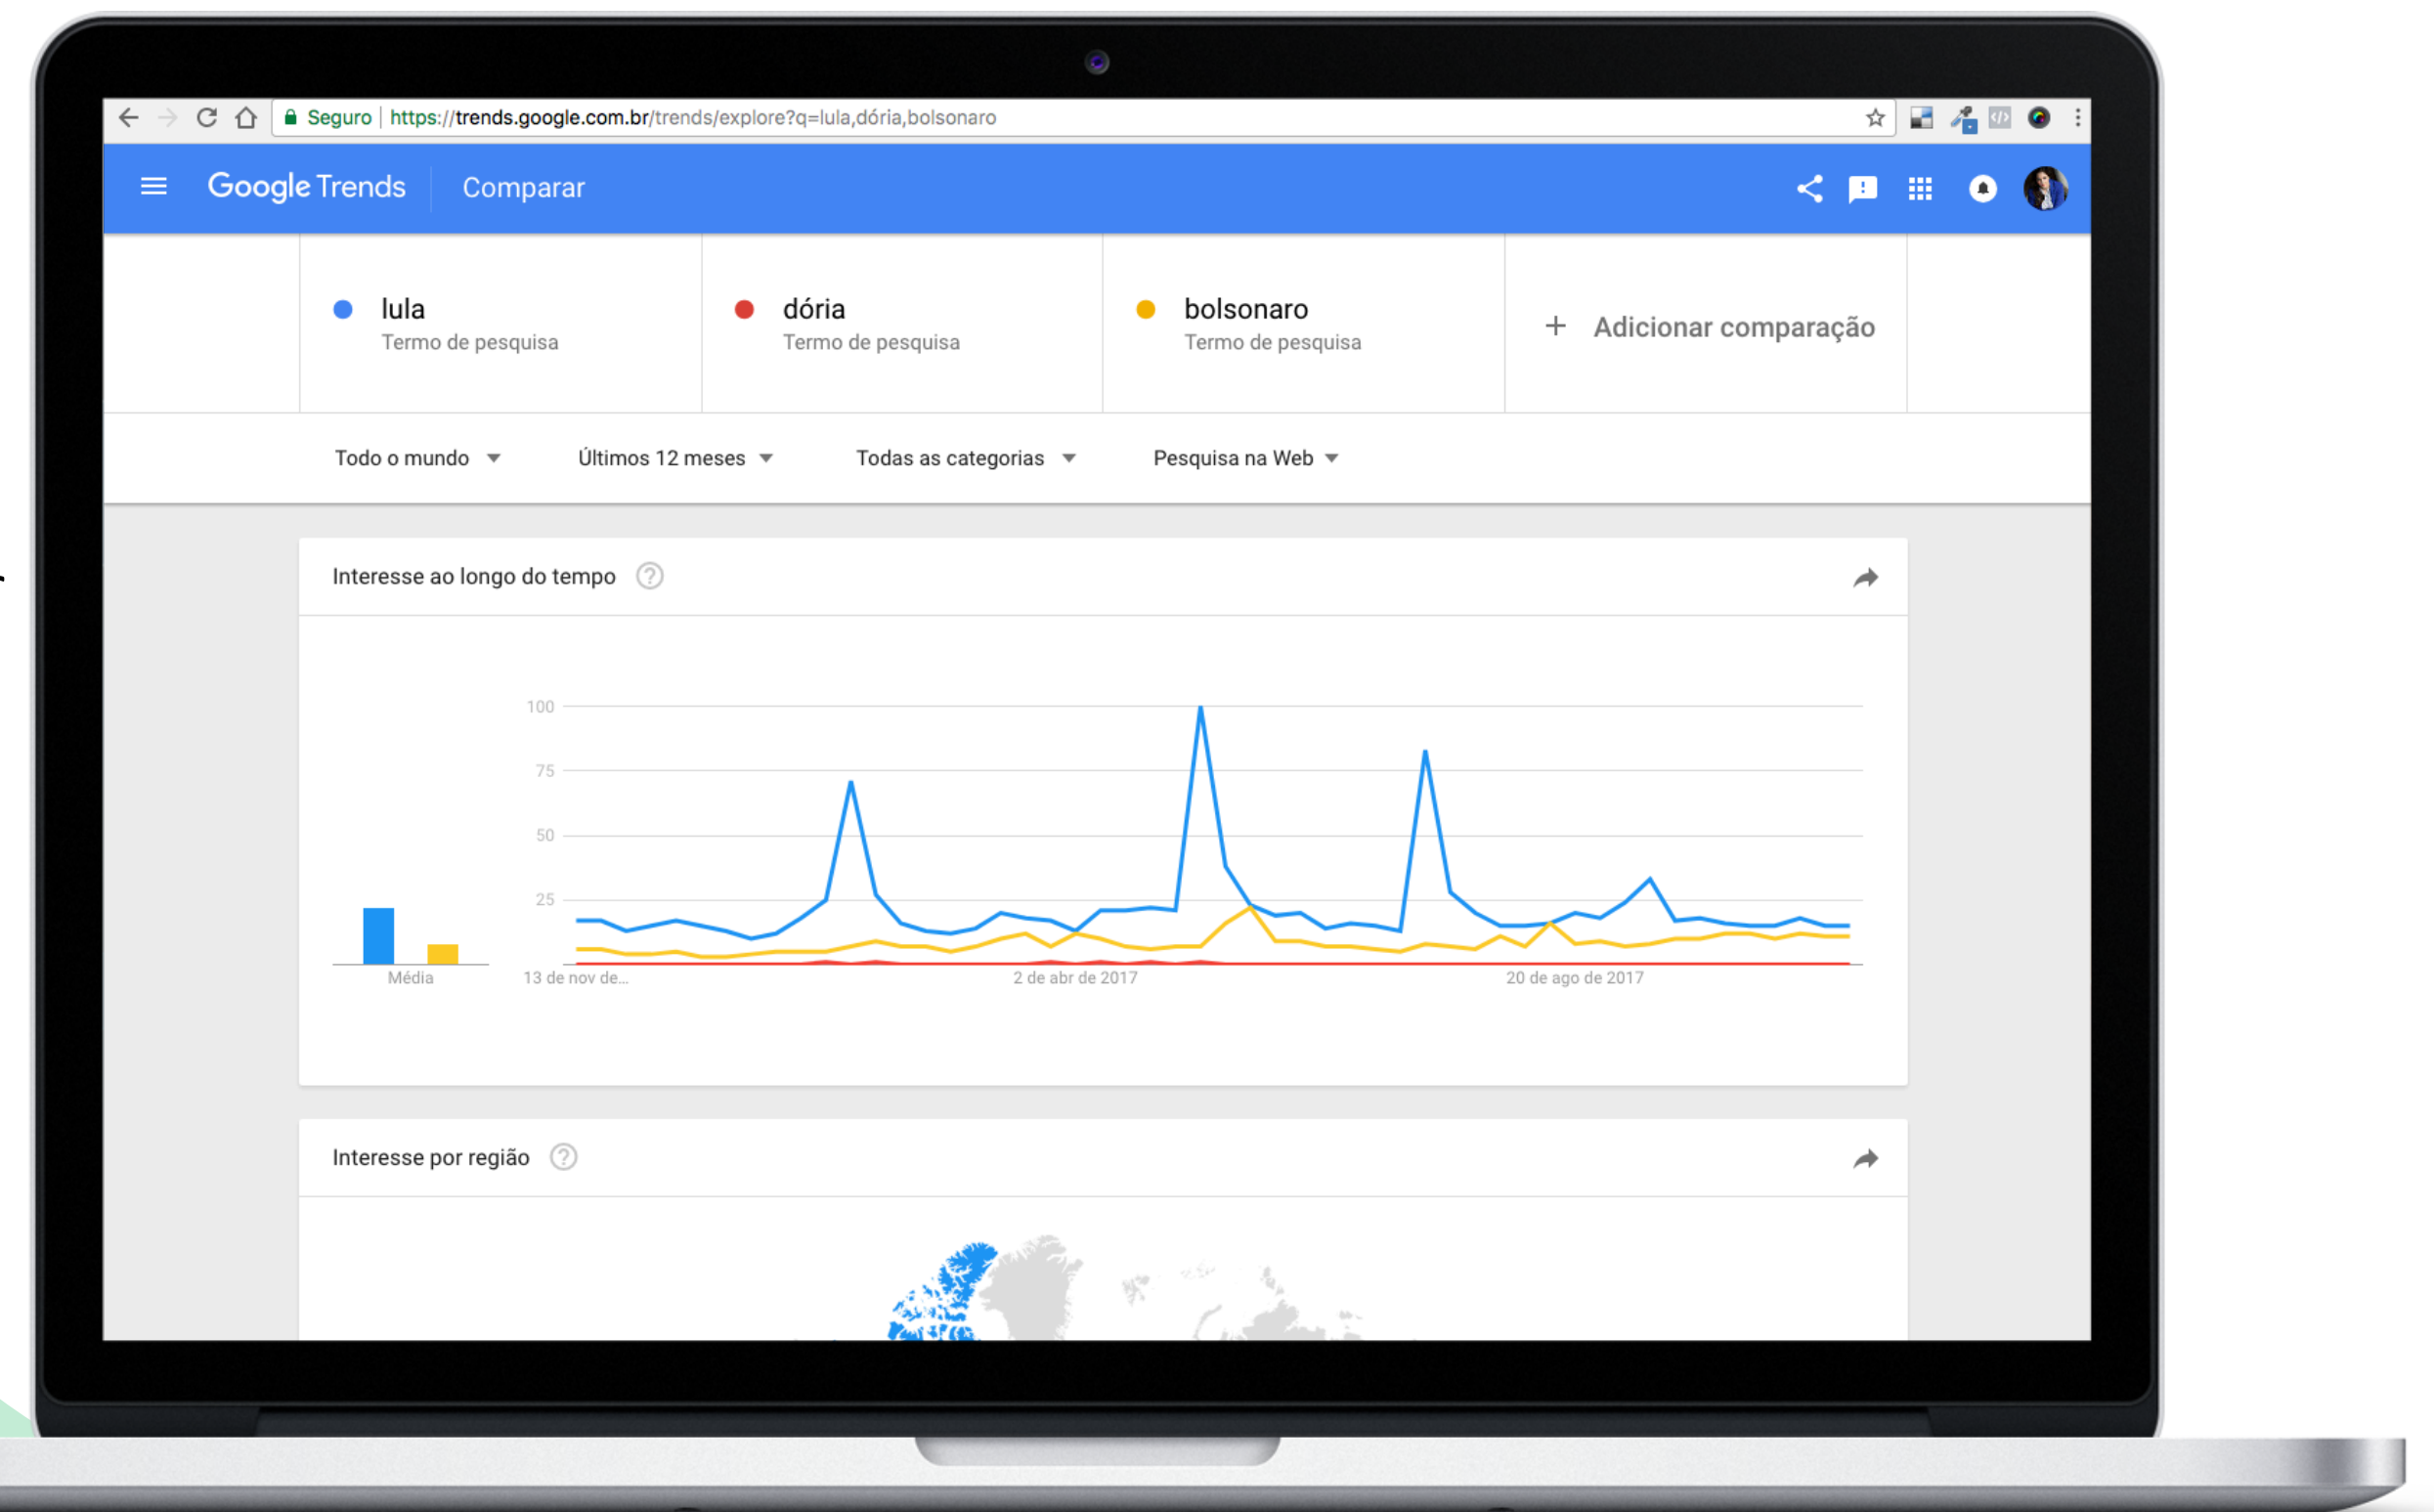 Seguro | https://trends.google.com.br/trends/explore?q=lula,dória,bolsonaro
Google Trends Comparar
lula
Termo de pesquisa
dória
Termo de pesquisa
bolsonaro
Termo de pesquisa
+ Adicionar comparação
Todo o mundo Últimos 12 meses Todas as categorias Pesquisa na Web
Interesse ao longo do tempo ?
100
75
50
25
Média
13 de nov de... 2 de abr de 2017 20 de ago de 2017
Interesse por região ?